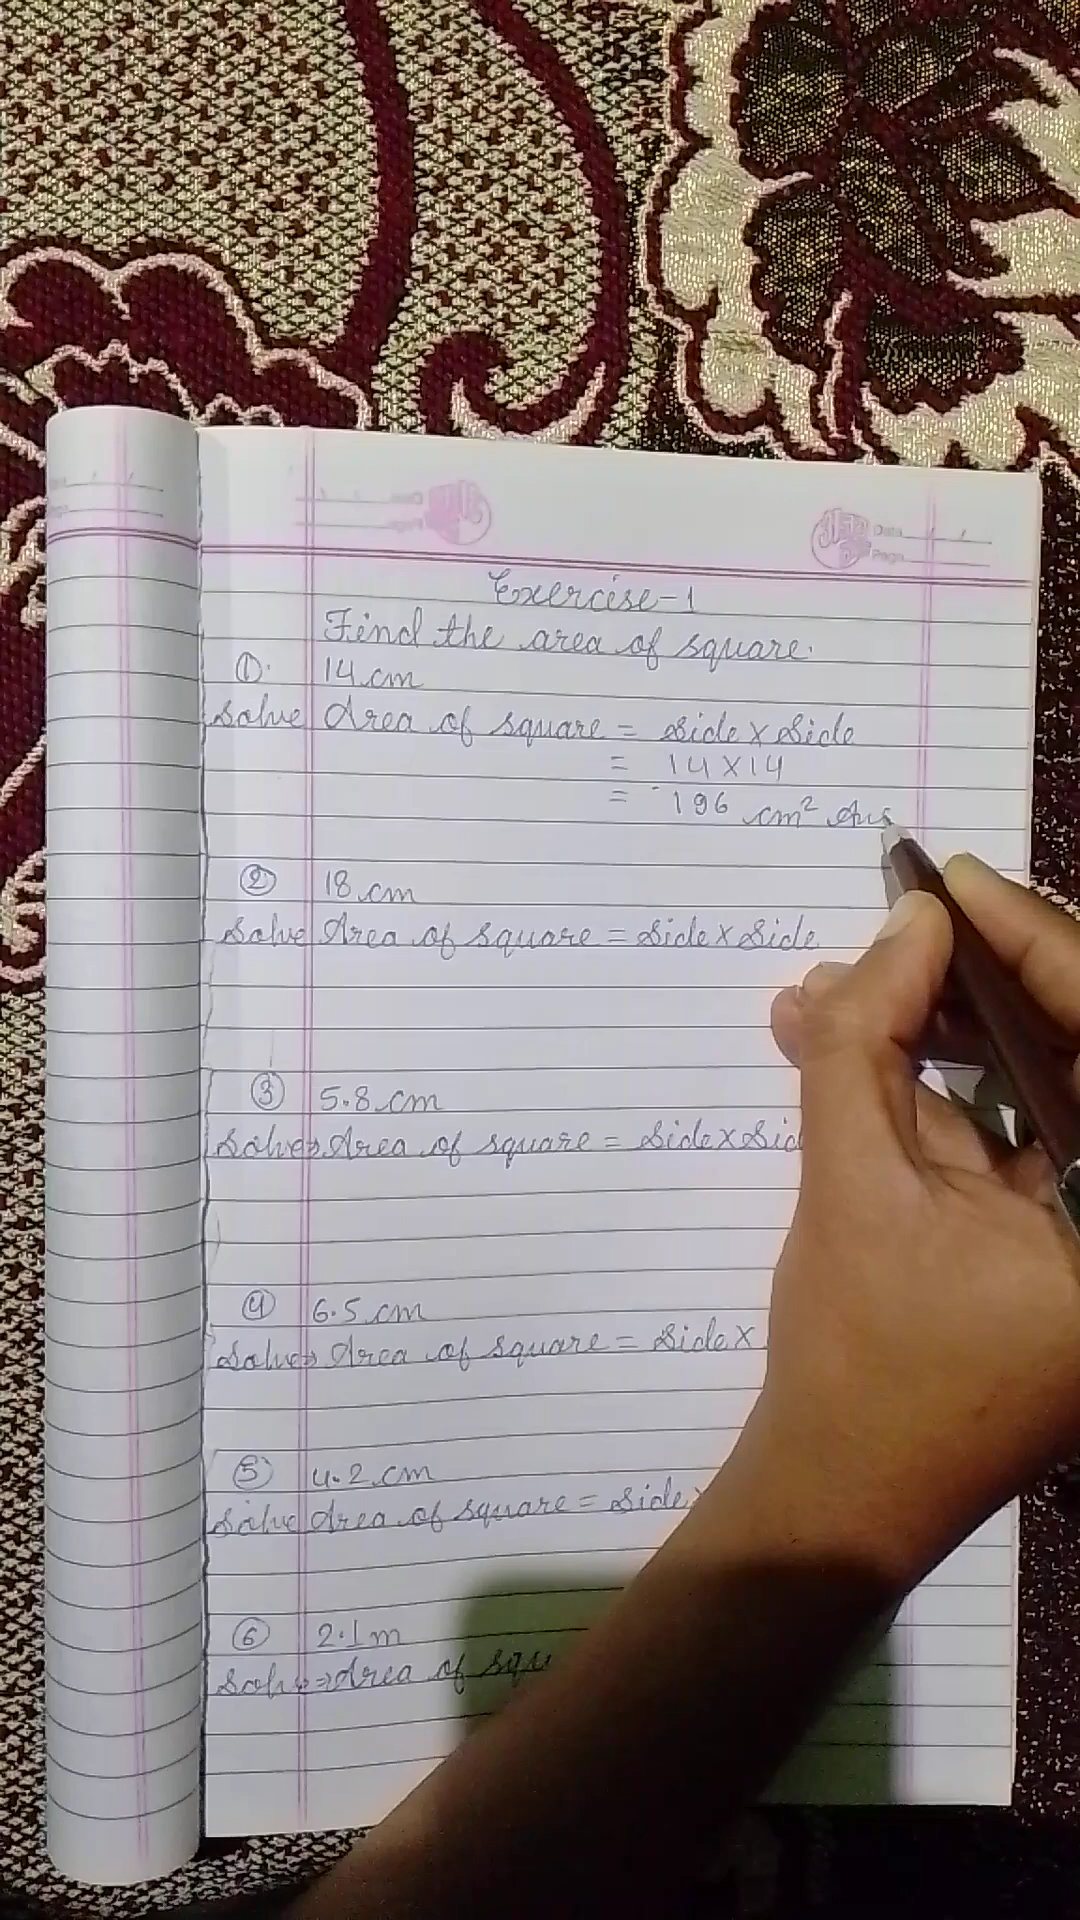 Data
Page
Exercise-1
Find the area of square.
① 14 cm
Solve Area of square = Side x Side
= 14 x 14
= 196 cm² Ans
② 18 cm
Solve Area of square = Side x Side
③ 5.8 cm
Solve⇒ Area of square = Side x Sid
④ 6.5 cm
Solve⇒ Area of square = Side x
⑤ 4.2 cm
Solve Area of square = Side
⑥ 2.1 m
Solv ⇒ Area of squ